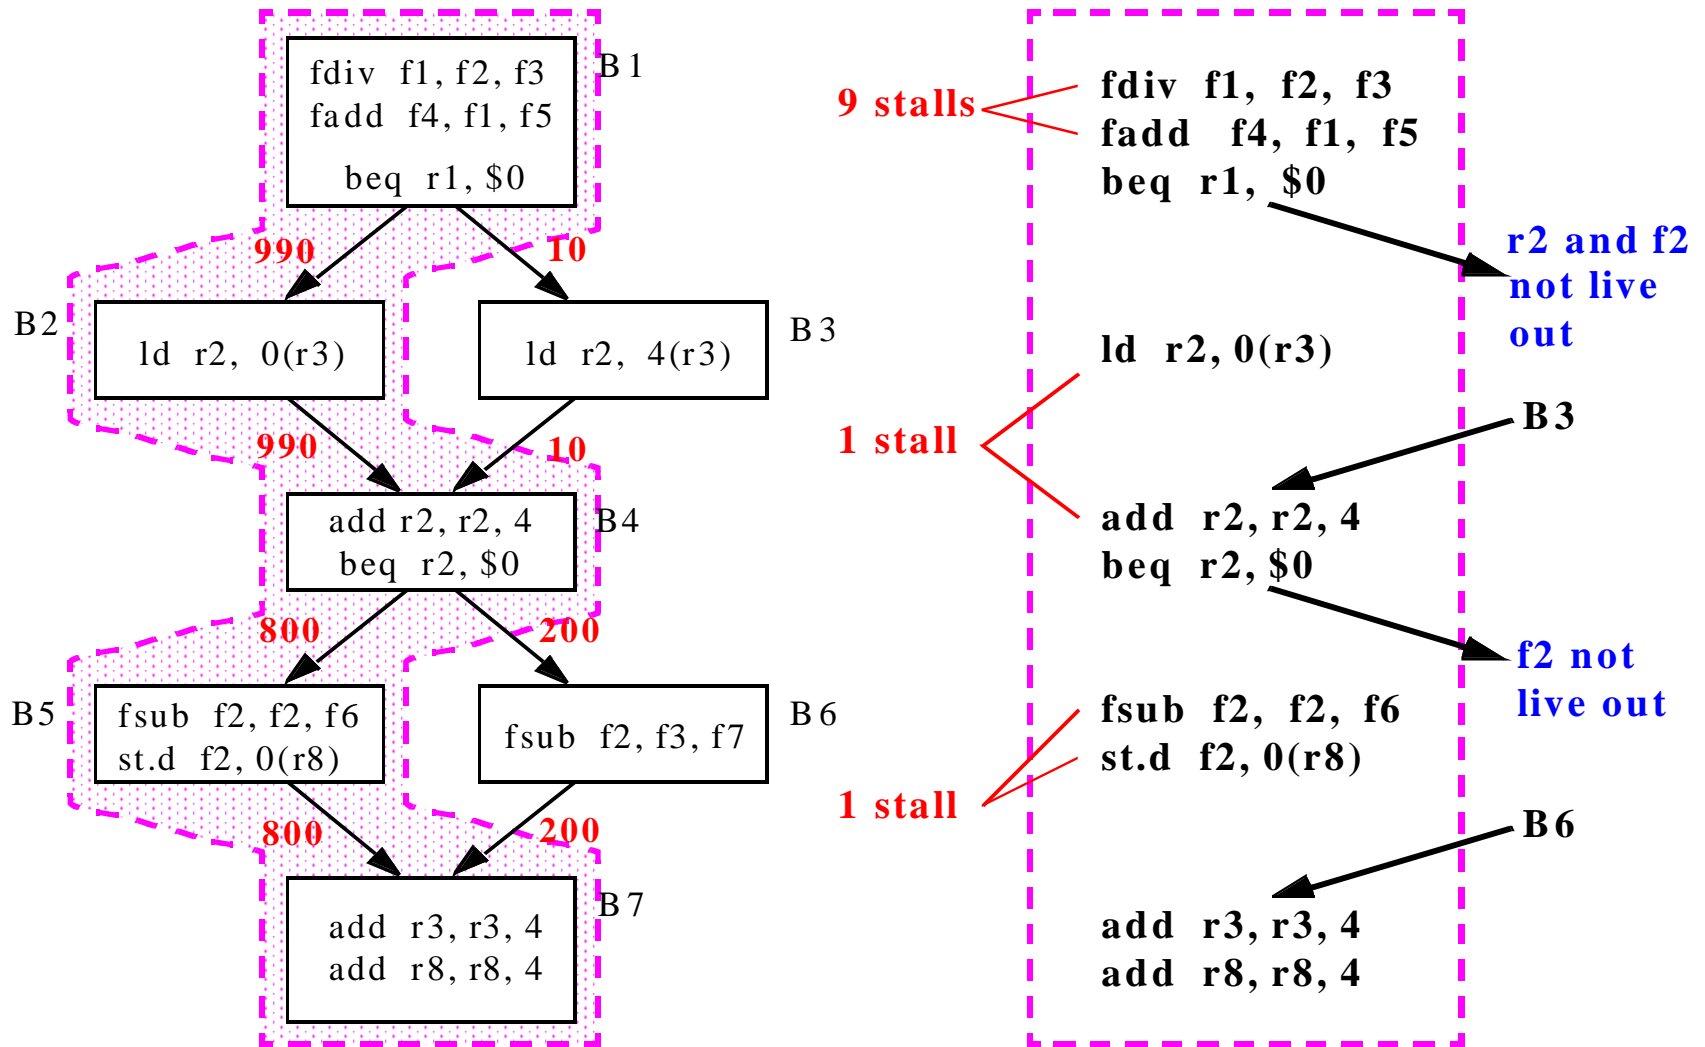 B1
fdiv f1, f2, f3
fadd f4, f1, f5
beq r1, $0
990
10
B2
ld r2, 0(r3)
ld r2, 4(r3)
B3
990
10
add r2, r2, 4
beq r2, $0
B4
800
200
B5
fsub f2, f2, f6
st.d f2, 0(r8)
fsub f2, f3, f7
B6
800
200
B7
add r3, r3, 4
add r8, r8, 4
9 stalls
fdiv f1, f2, f3
fadd f4, f1, f5
beq r1, $0
r2 and f2
not live
out
ld r2, 0(r3)
B3
1 stall
add r2, r2, 4
beq r2, $0
f2 not
live out
fsub f2, f2, f6
st.d f2, 0(r8)
1 stall
B6
add r3, r3, 4
add r8, r8, 4